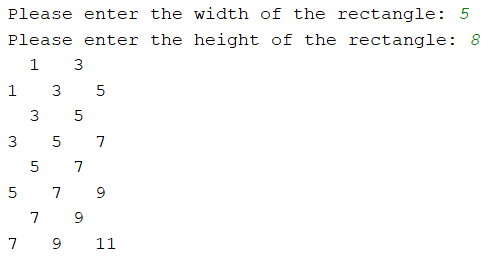 Please enter the width of the rectangle: 5
Please enter the height of the rectangle: 8
  1   3
1   3   5
  3   5
3   5   7
  5   7
5   7   9
  7   9
7   9   11